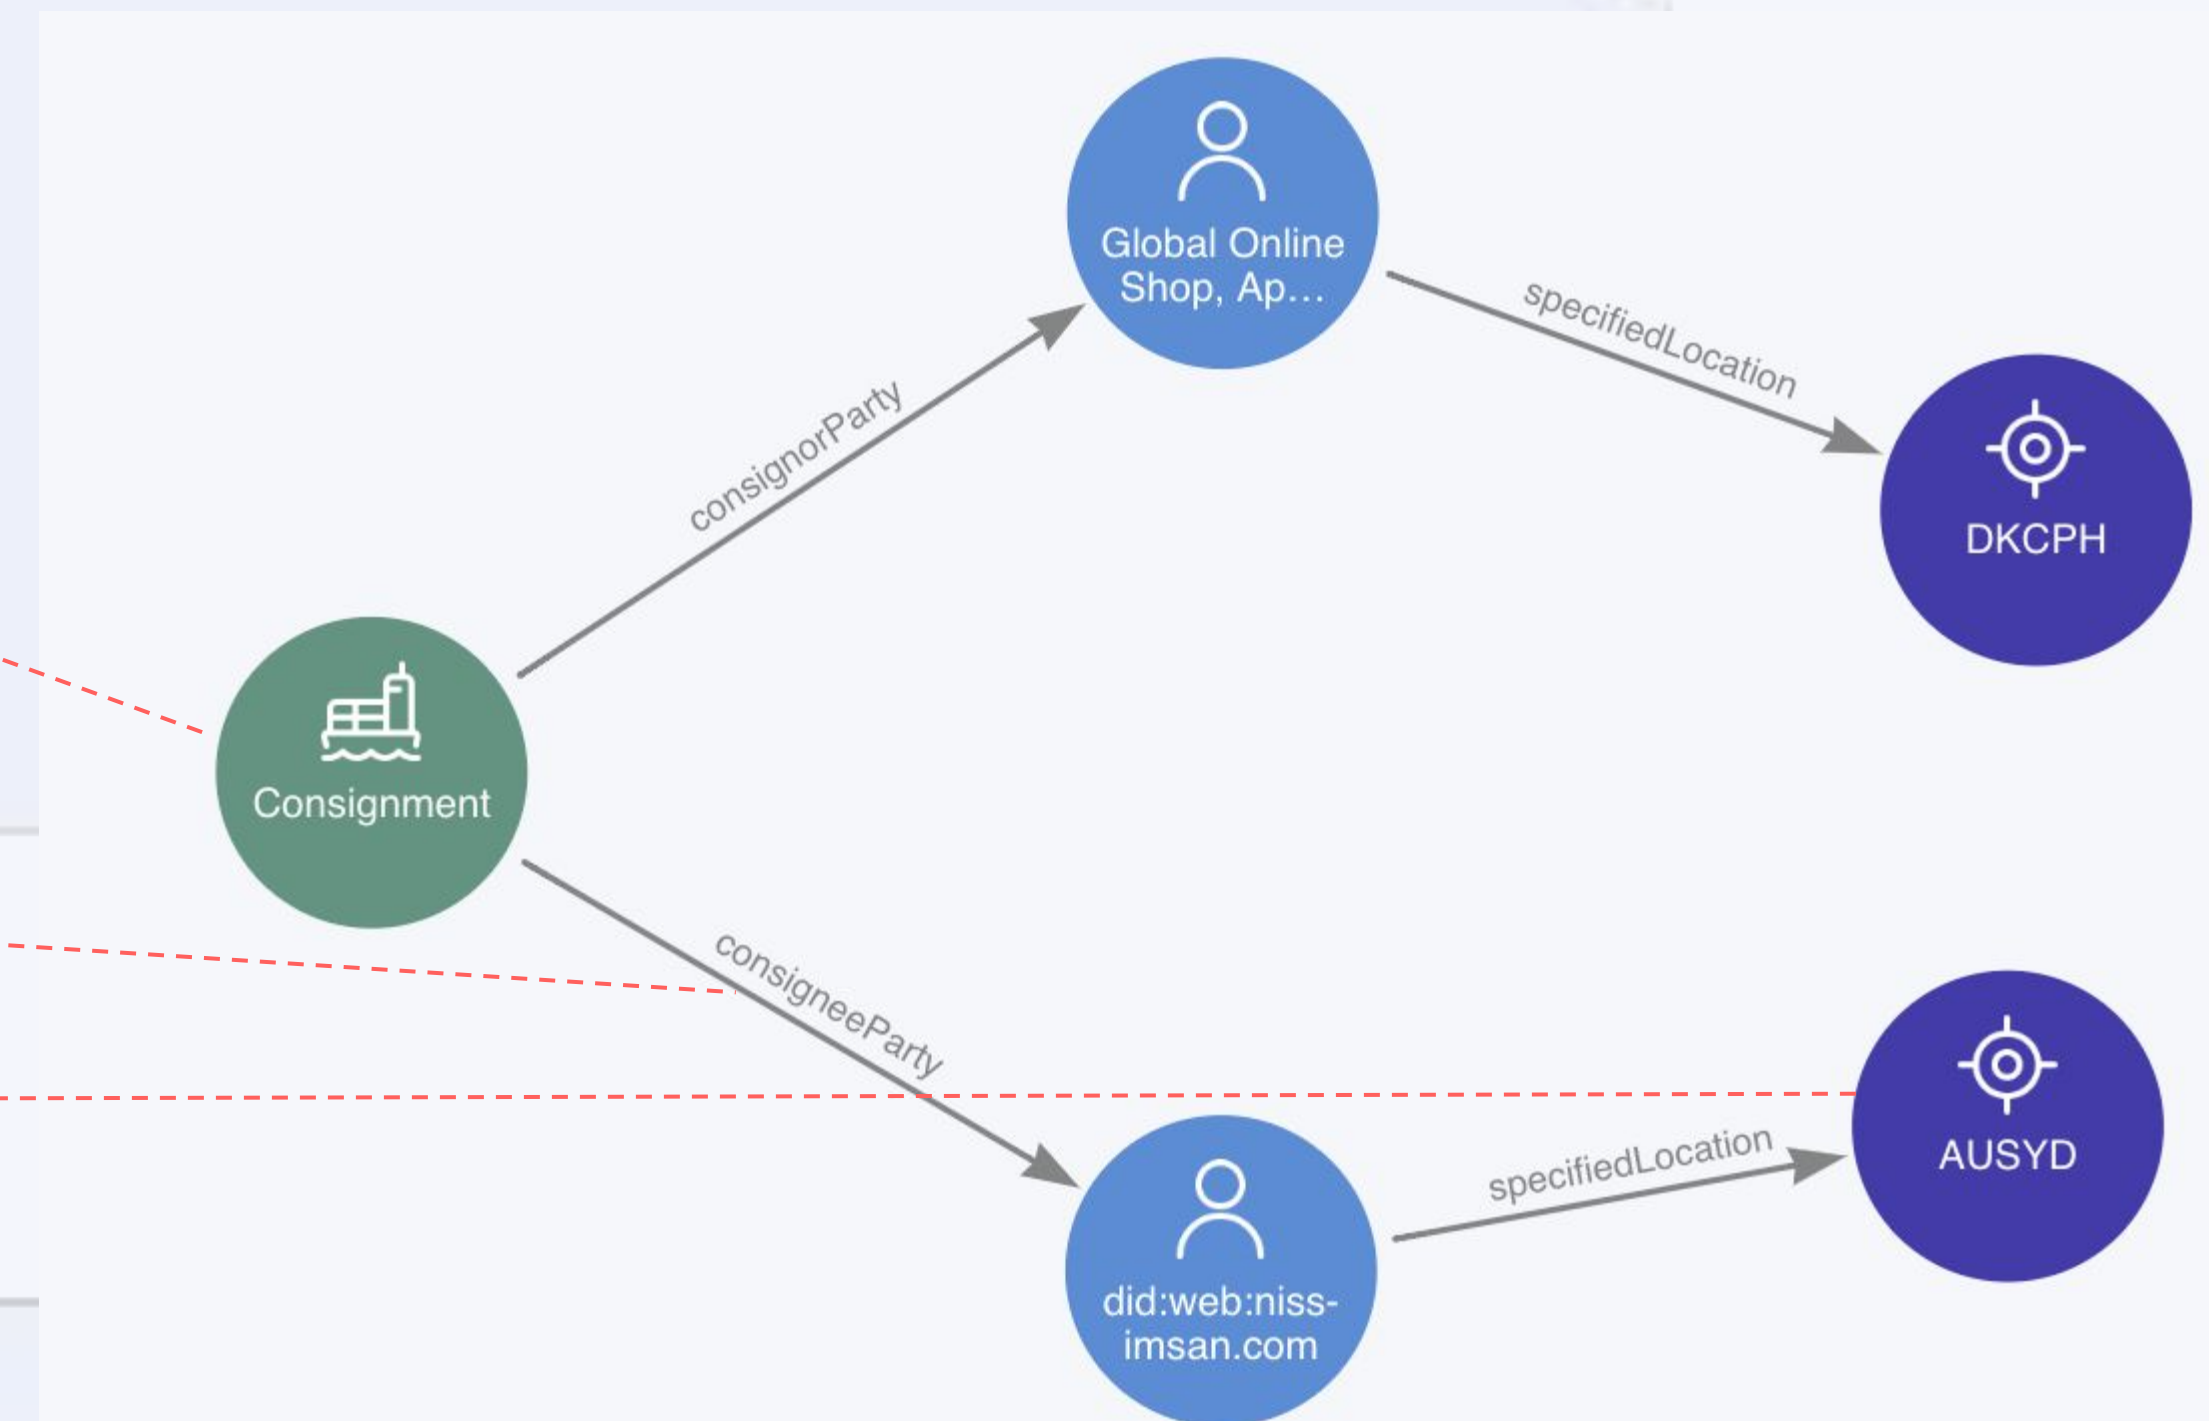 Global Online
Shop, Ap...
specifiedLocation
DKCPH
consignorParty
Consignment
consigneeParty
specifiedLocation
AUSYD
did:web:niss-
imsan.com